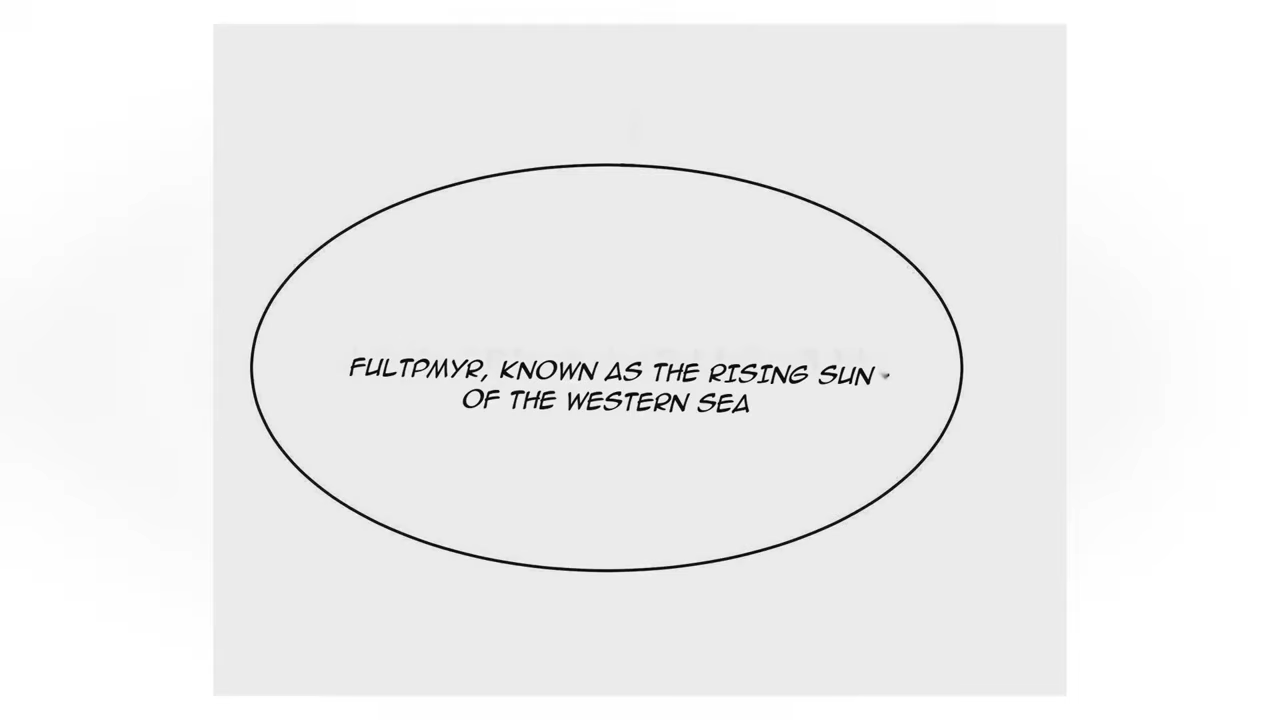 FULTPMYR, KNOWN AS THE RISING SUN
OF THE WESTERN SEA